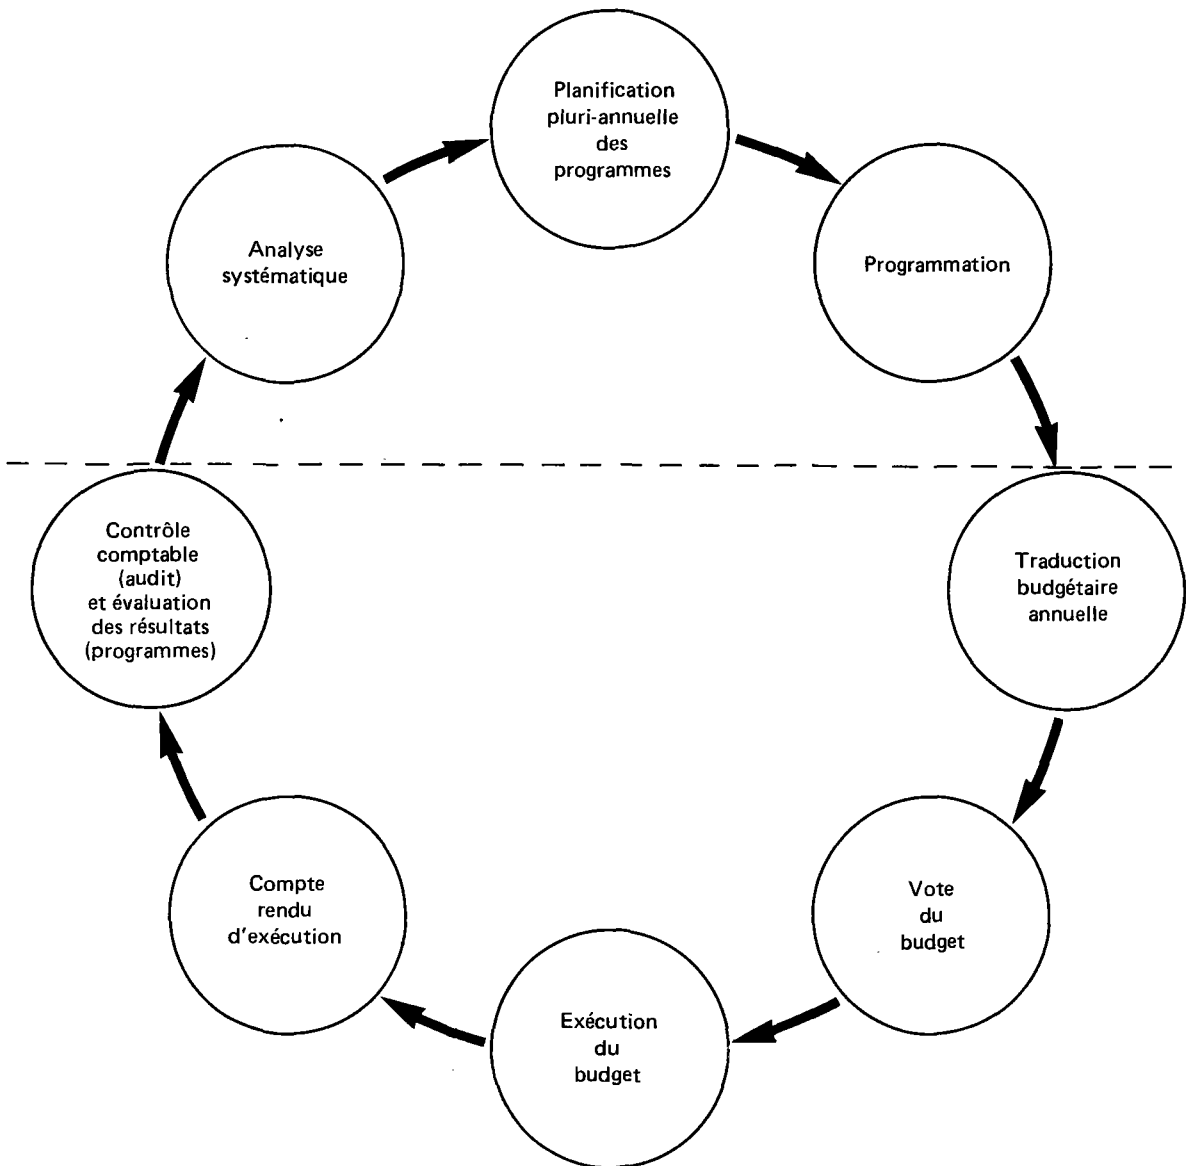 Planification
pluri-annuelle
des
programmes
Analyse
systématique
Programmation
Contrôle
comptable
(audit)
et évaluation
des résultats
(programmes)
Traduction
budgétaire
annuelle
Compte
rendu
d'exécution
Vote
du
budget
Exécution
du
budget